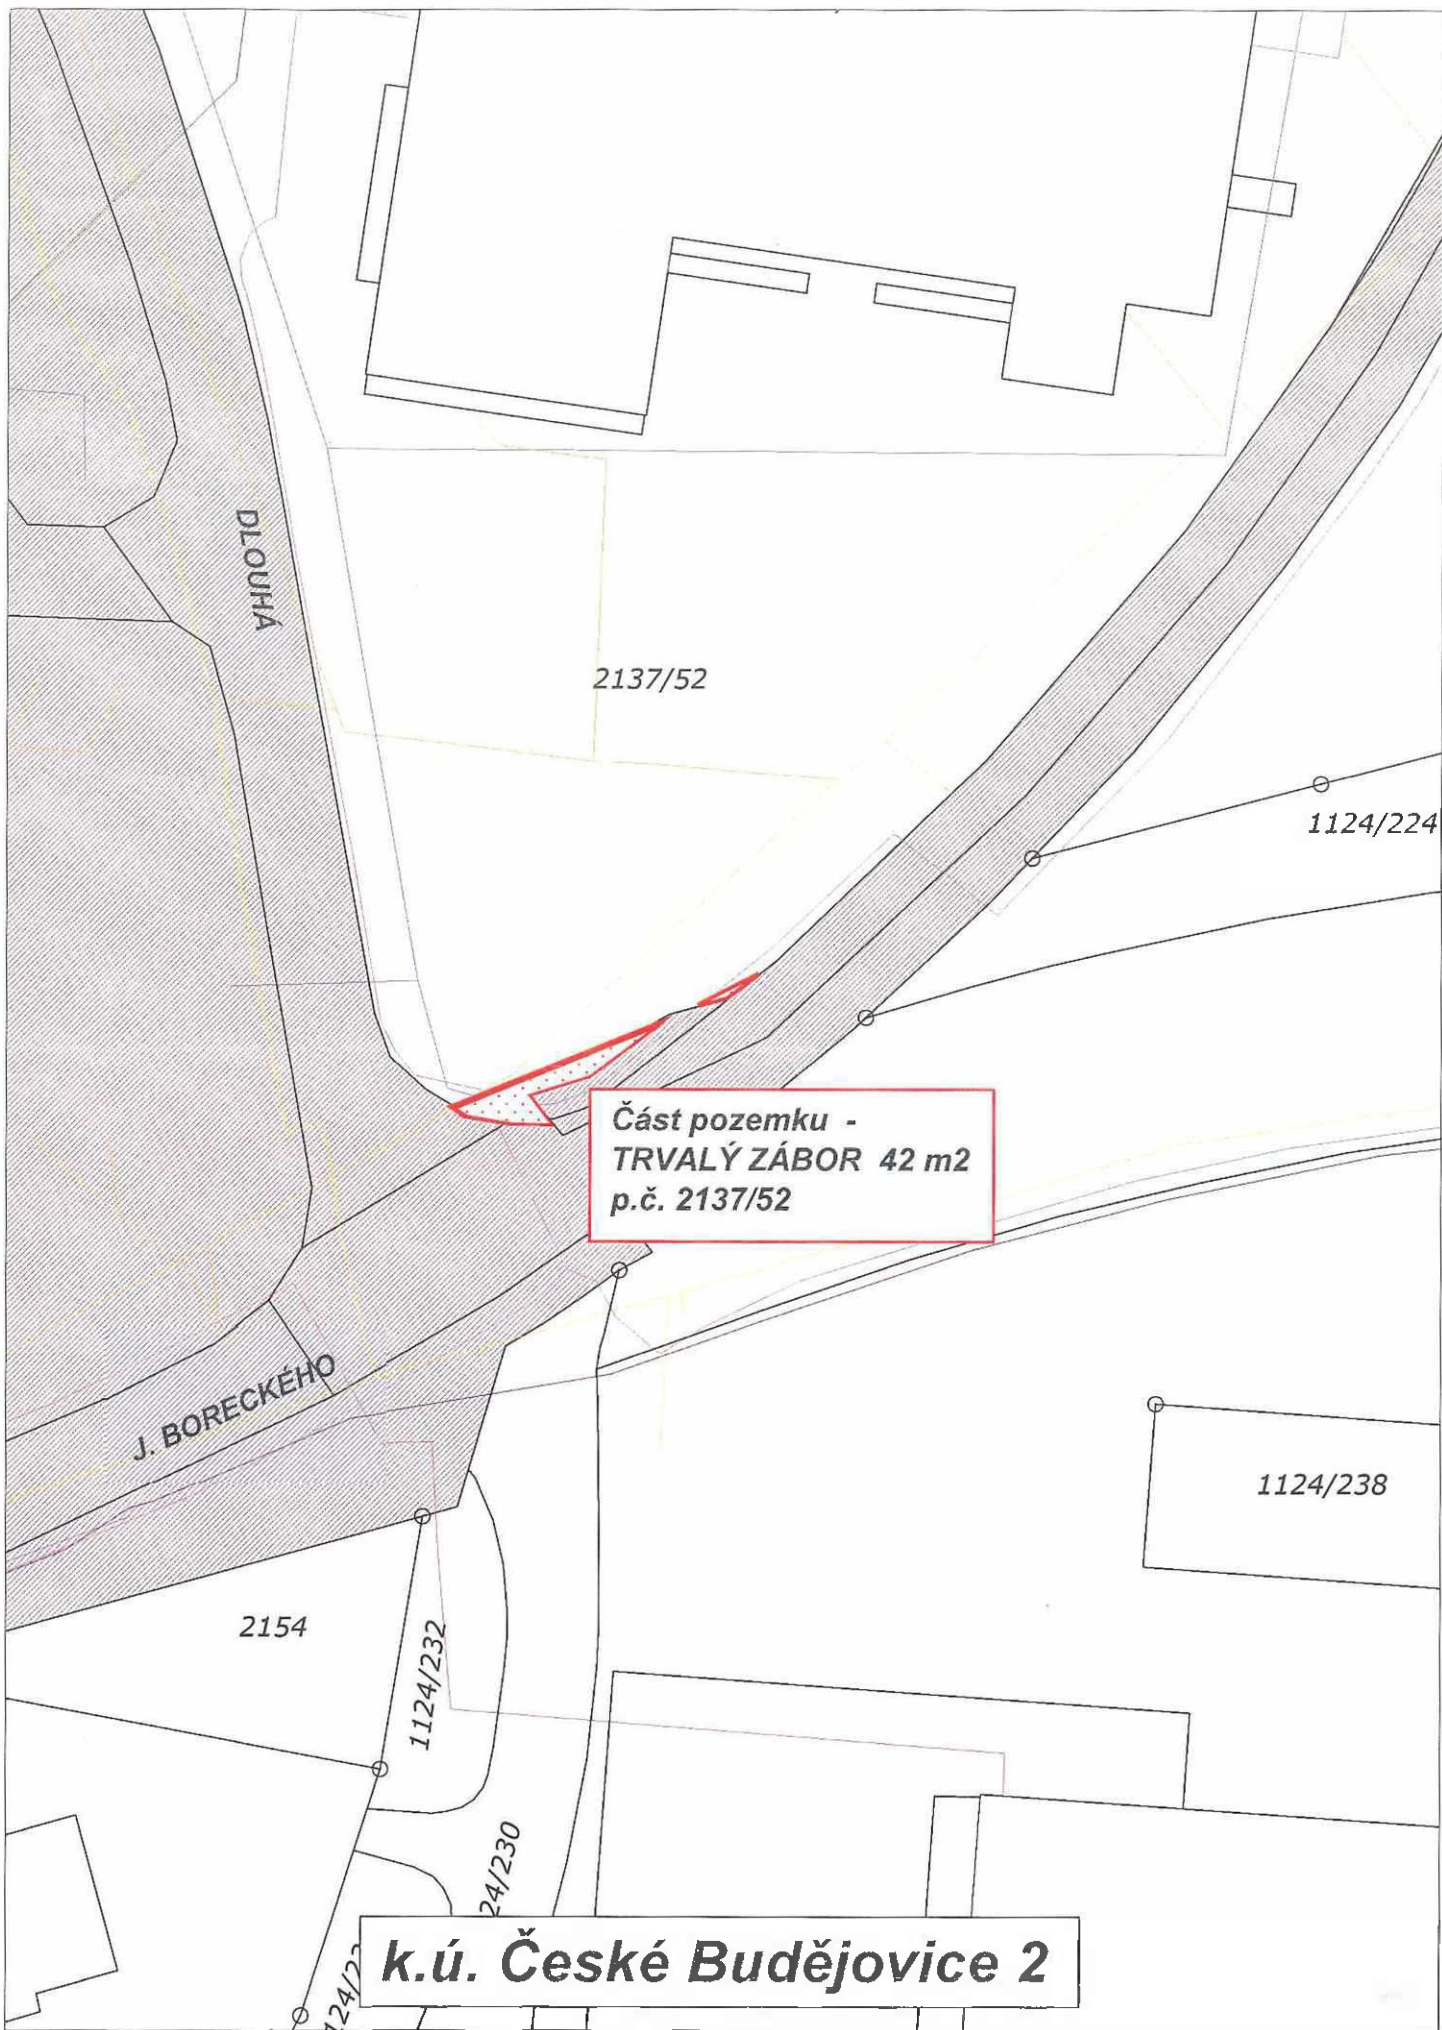 DLOUHÁ
2137/52
1124/224
Část pozemku -
TRVALÝ ZÁBOR 42 m2
p.č. 2137/52
J. BORECKÉHO
1124/238
2154
1124/232
24/230
k.ú. České Budějovice 2